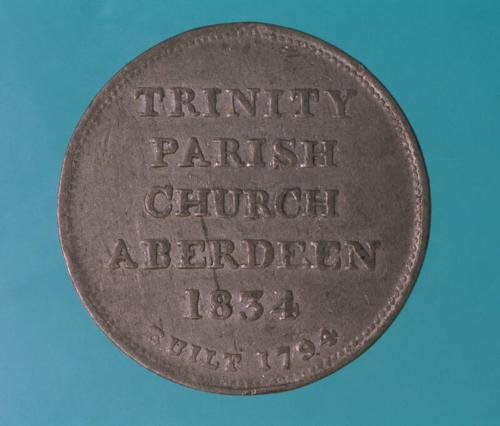 TRINITY
PARISH
CHURCH
ABERDEEN
1834
BUILT 1794